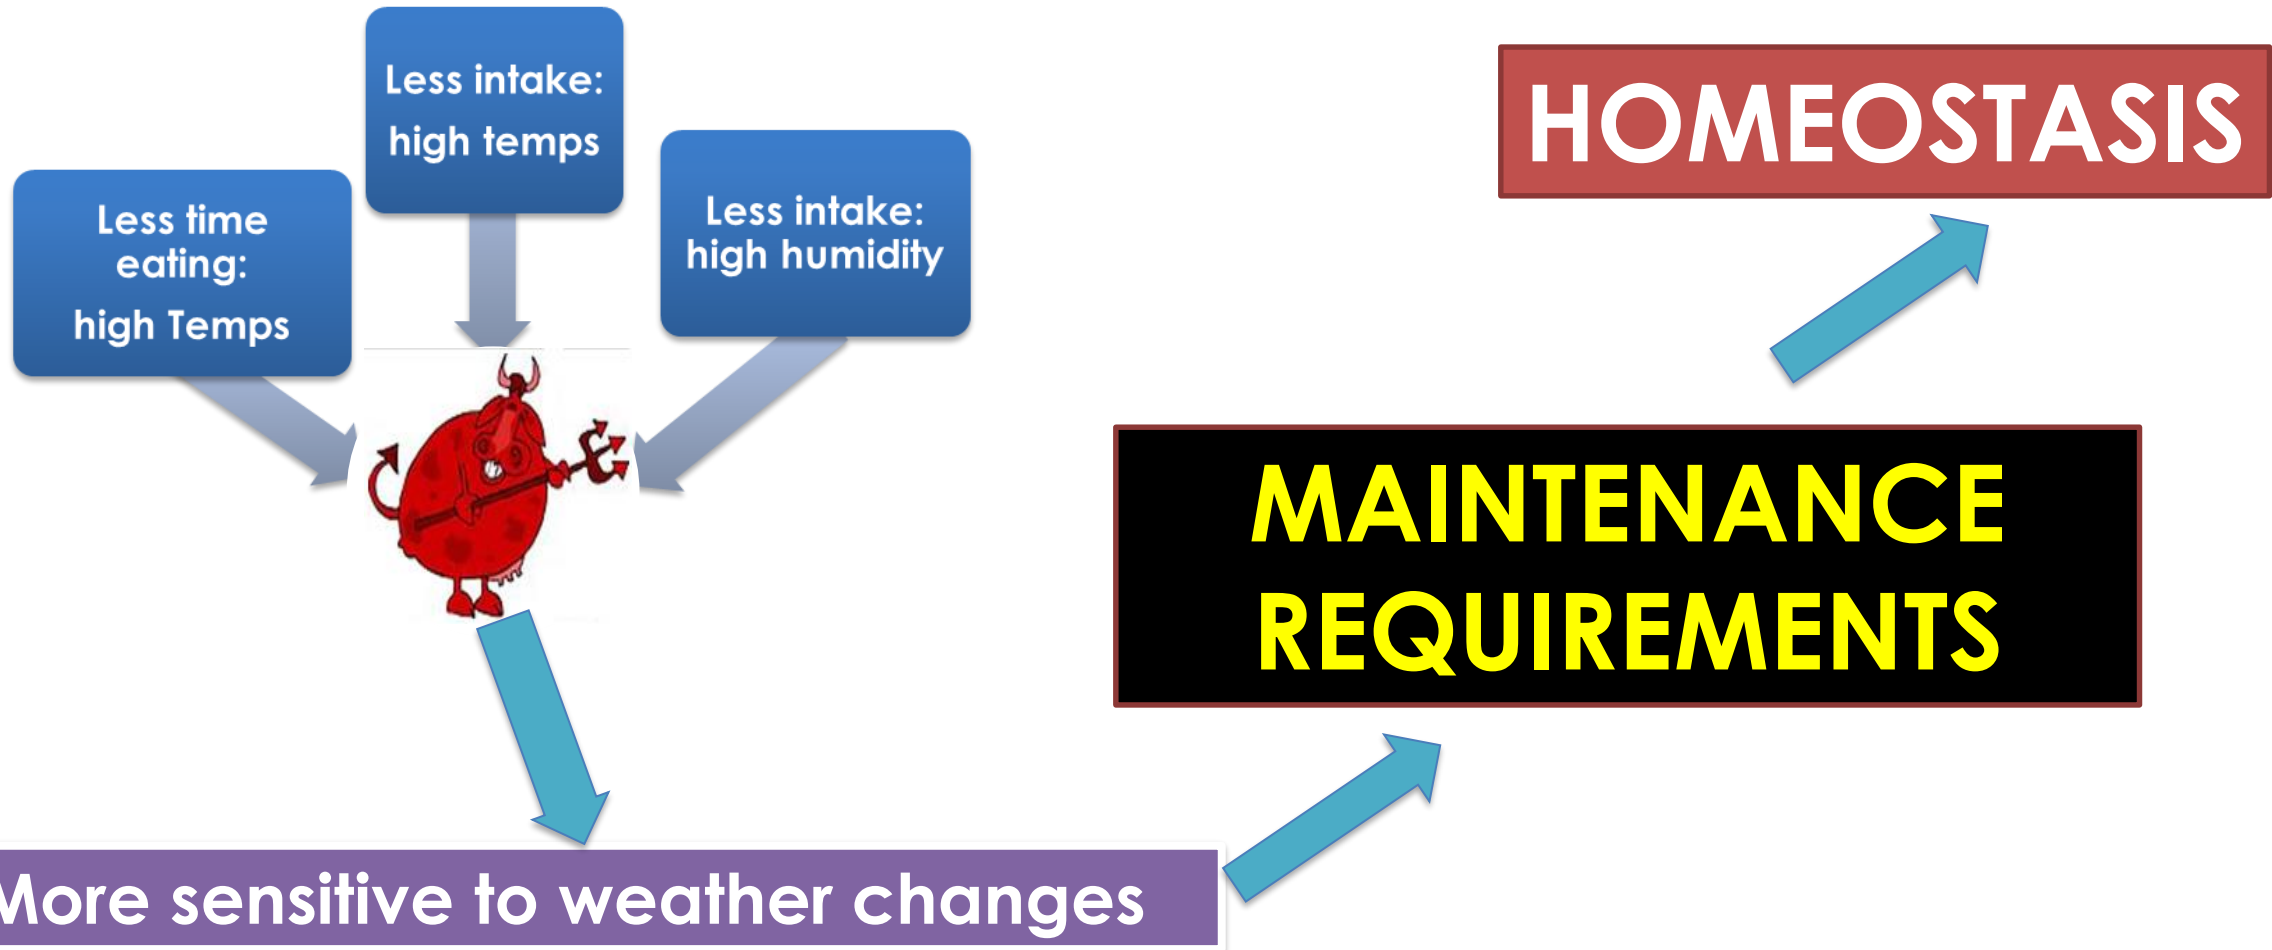 Less intake:
high temps
Less time
eating:
high Temps
Less intake:
high humidity
HOMEOSTASIS
MAINTENANCE
REQUIREMENTS
More sensitive to weather changes